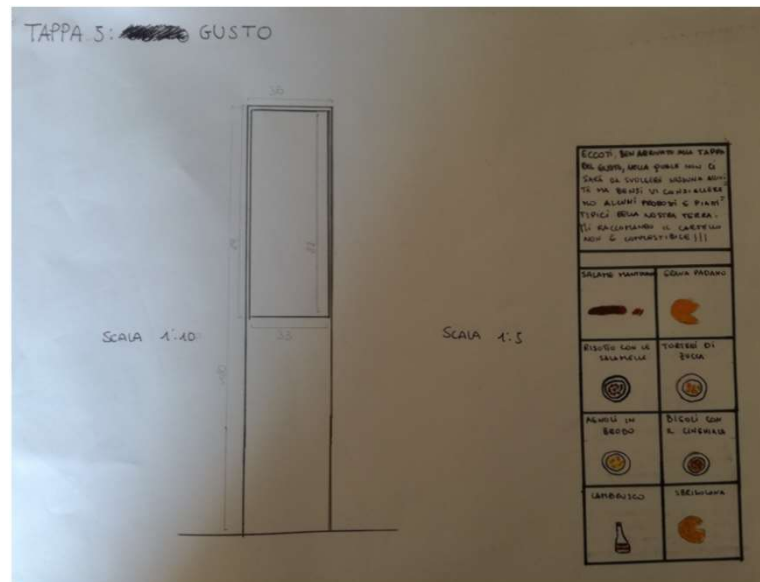 TAPPA 5: GUSTO
36
33
SCALA 1:10
SCALA 1:5
ECCOTI, BEN ARRIVATO ALLA TAPPA
DEL GUSTO, NELLA QUALE NON CI
SARÀ DA SVOLGERE NESSUNA ATTIVI
TÀ MA BENSÌ VI CONSIGLIERE
MO ALCUNI PRODOTTI E PIATTI
TIPICI DELLA NOSTRA TERRA.
RACCOMANDO IL CARTELLO
NON È COMMESTIBILE!!!
SALAME MANTOVANO
GRANA PADANO
RISOTTO CON LE
SALAMELLE
TORTELLI DI
ZUCCA
AGNOLI IN
BRODO
BIGOLI CON
IL CINGHIALE
LAMBRUSCO
SBRISOLONA